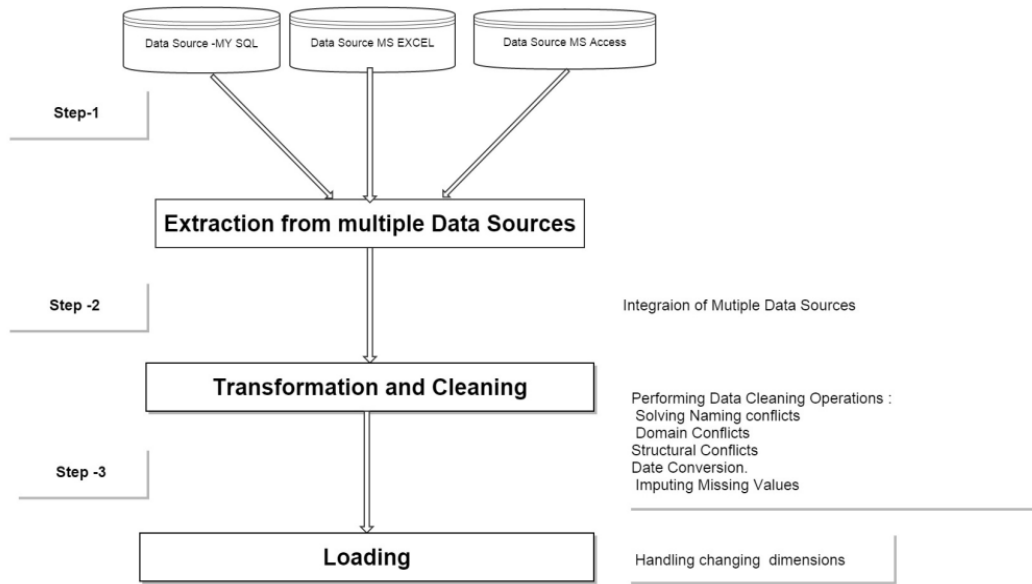 Data Source -MY SQL
Data Source MS EXCEL
Data Source MS Access
Step-1
Extraction from multiple Data Sources
Step -2
Integraion of Mutiple Data Sources
Transformation and Cleaning
Performing Data Cleaning Operations :
Solving Naming conflicts
Domain Conflicts
Structural Conflicts
Date Conversion.
Imputing Missing Values
Step -3
Loading
Handling changing dimensions